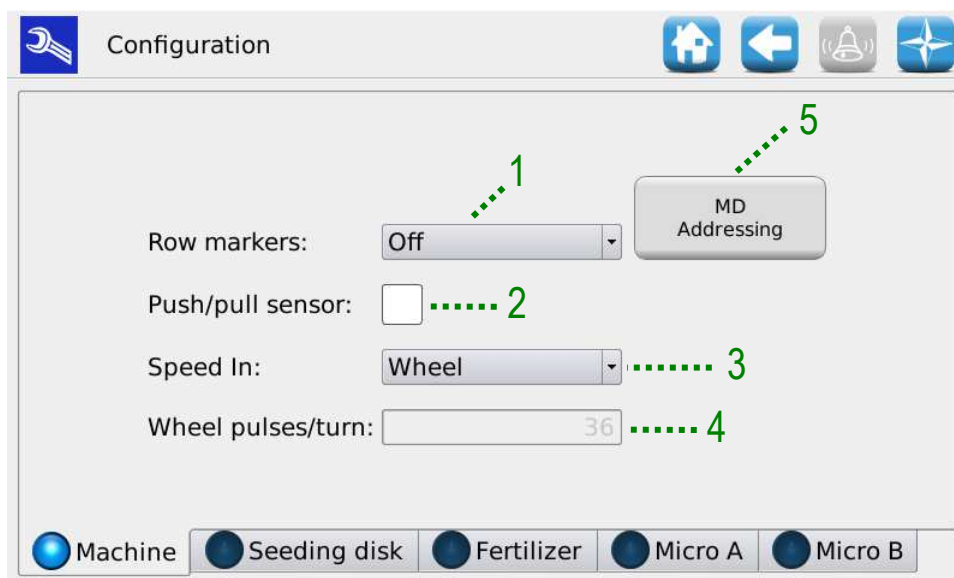 Configuration
5
1
MD
Addressing
Row markers:
Off
Push/pull sensor:
2
Speed In:
Wheel
3
Wheel pulses/turn:
36
4
Machine
Seeding disk
Fertilizer
Micro A
Micro B